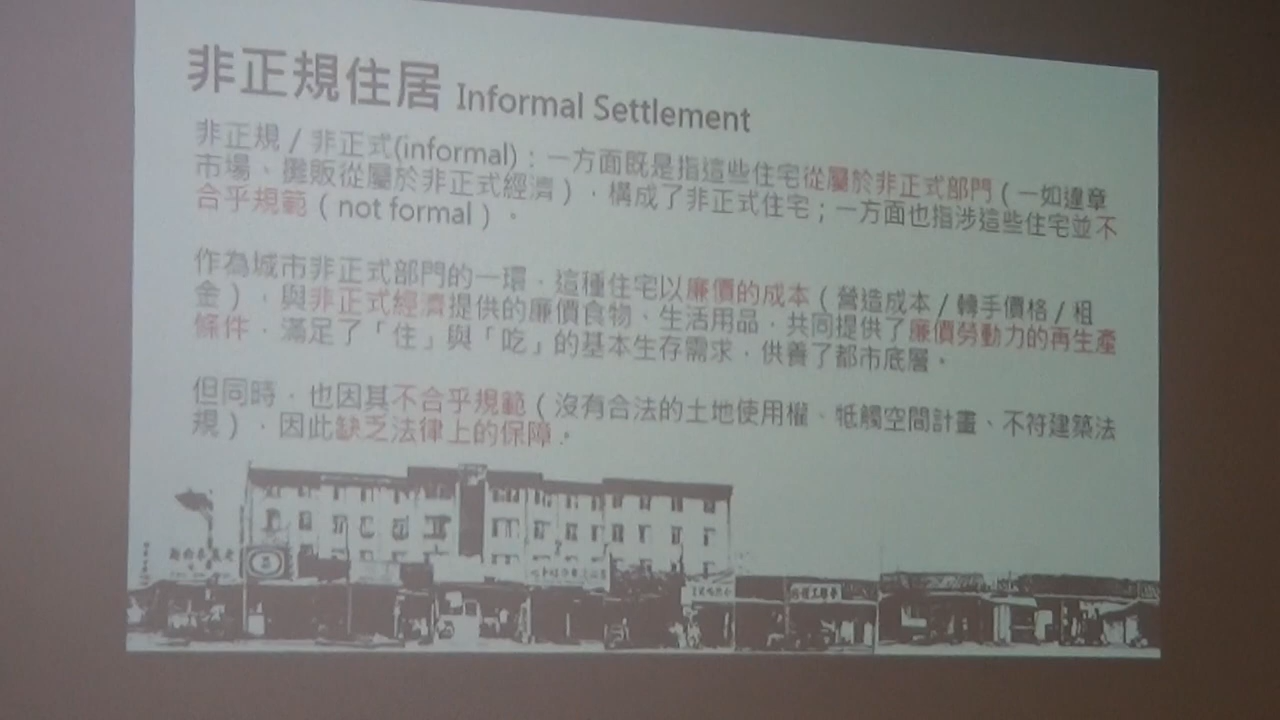 非正規住居 Informal Settlement
非正規 / 非正式(informal)：一方面既是指這些住宅從屬於非正式部門（一如違章
市場、攤販從屬於非正式經濟），構成了非正式住宅；一方面也指涉這些住宅並不
合乎規範（not formal）。
作為城市非正式部門的一環，這種住宅以廉價的成本（營造成本 / 轉手價格 / 租
金），與非正式經濟提供的廉價食物、生活用品，共同提供了廉價勞動力的再生產
條件，滿足了「住」與「吃」的基本生存需求，供養了都市底層。
但同時，也因其不合乎規範（沒有合法的土地使用權、牴觸空間計畫、不符建築法
規），因此缺乏法律上的保障。